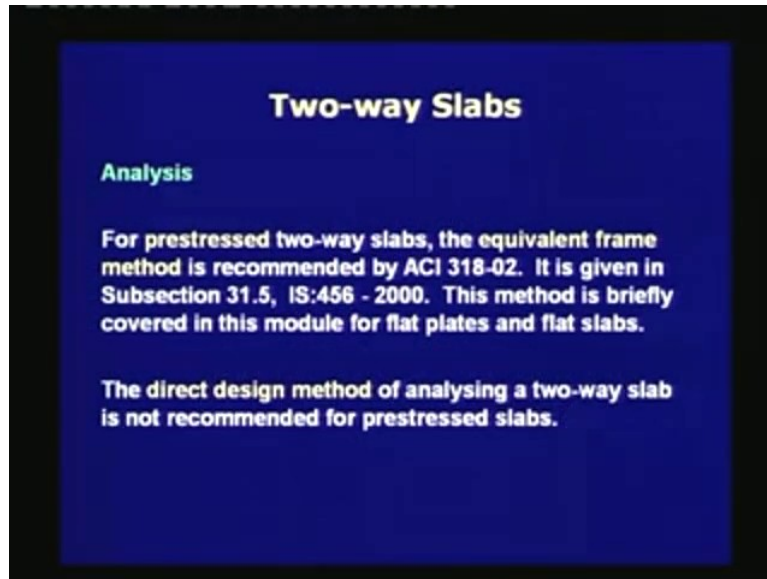 Two-way Slabs
Analysis
For prestressed two-way slabs, the equivalent frame
method is recommended by ACI 318-02. It is given in
Subsection 31.5, IS:456 - 2000. This method is briefly
covered in this module for flat plates and flat slabs.
The direct design method of analysing a two-way slab
is not recommended for prestressed slabs.